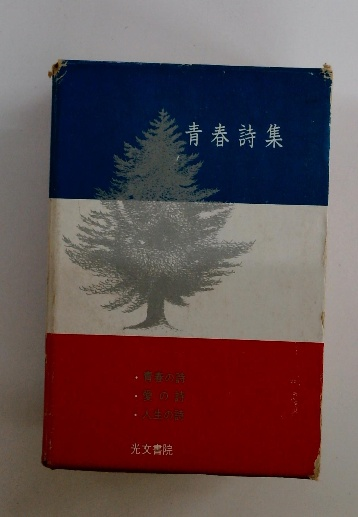 青春詩集
・青春の詩
・愛の詩
・人生の詩
光文書院